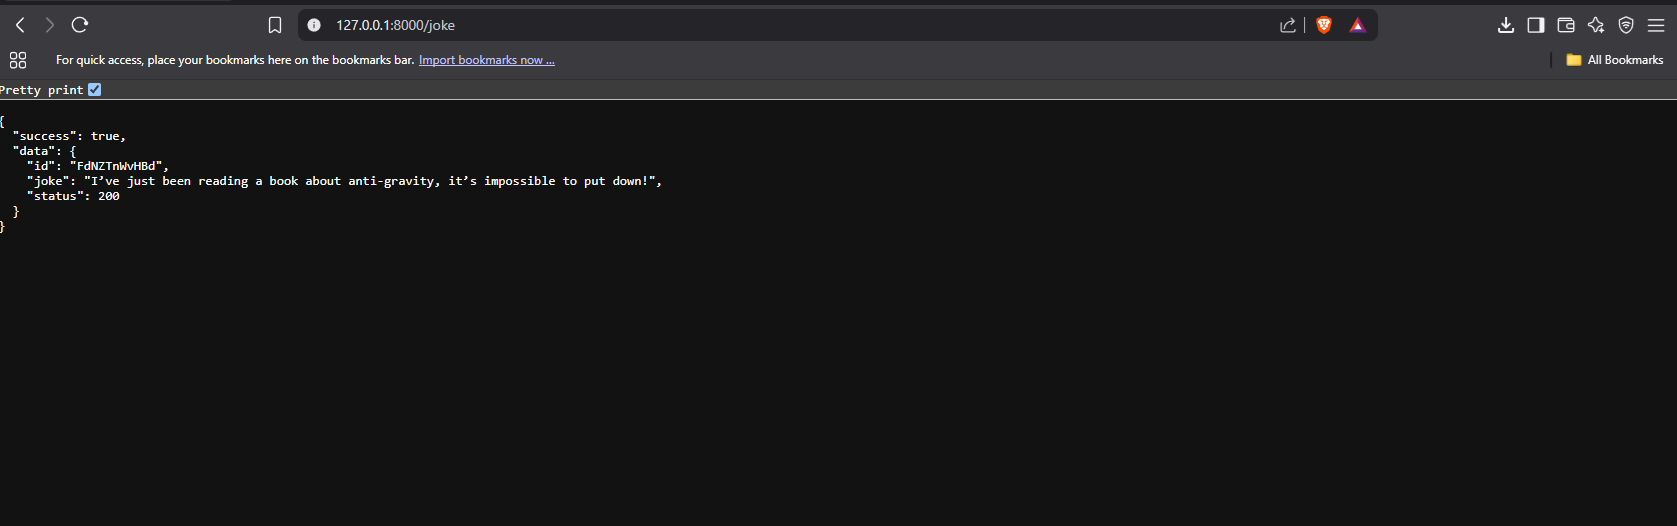 127.0.0.1:8000/joke
For quick access, place your bookmarks here on the bookmarks bar. Import bookmarks now ...
All Bookmarks
Pretty print
{
  "success": true,
  "data": {
    "id": "FdNZTnWvHBd",
    "joke": "I’ve just been reading a book about anti-gravity, it’s impossible to put down!",
    "status": 200
  }
}